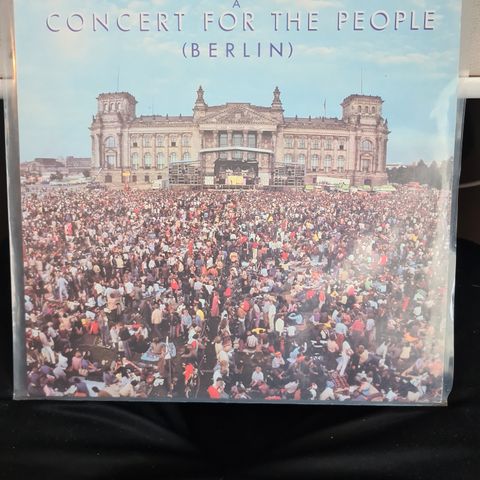 A
CONCERT FOR THE PEOPLE
(BERLIN)